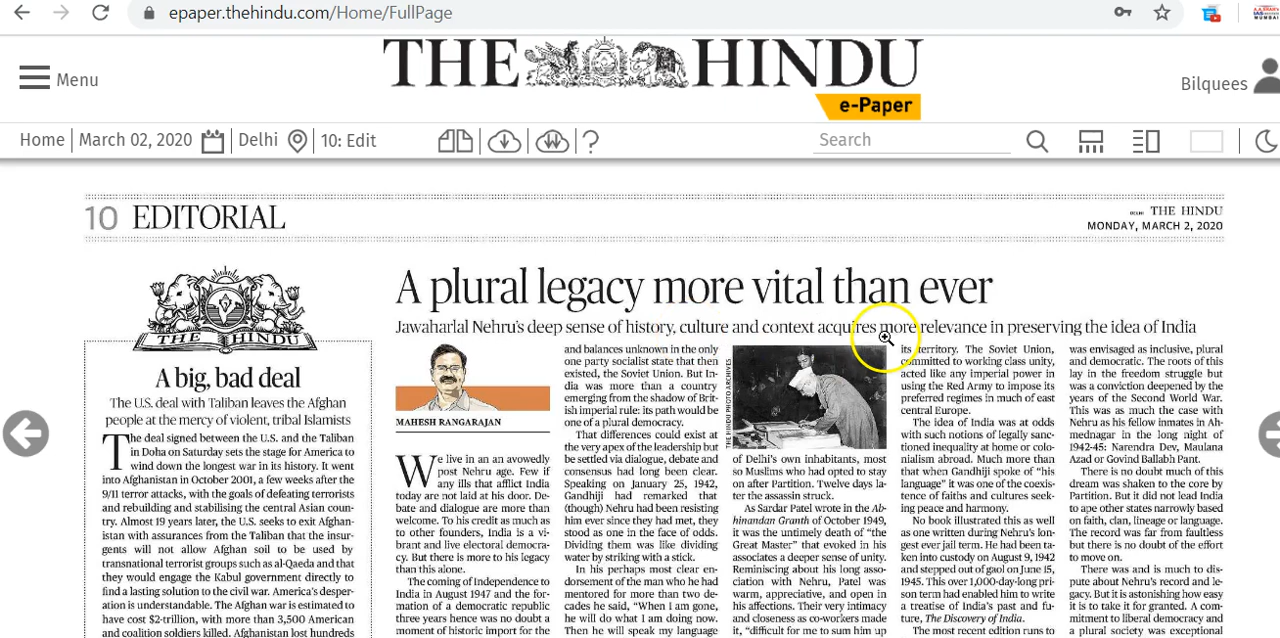 epaper.thehindu.com/Home/FullPage
Menu
THE HINDU
e-Paper
Bilquees
Home | March 02, 2020 | Delhi | 10: Edit
?
Search
10 EDITORIAL
DELHI THE HINDU
MONDAY, MARCH 2, 2020
THE HINDU
A big, bad deal
The U.S. deal with Taliban leaves the Afghan
people at the mercy of violent, tribal Islamists
The deal signed between the U.S. and the Taliban
in Doha on Saturday sets the stage for America to
wind down the longest war in its history. It went
into Afghanistan in October 2001, a few weeks after the
9/11 terror attacks, with the goals of defeating terrorists
and rebuilding and stabilising the central Asian coun-
try. Almost 19 years later, the U.S. seeks to exit Afghan-
istan with assurances from the Taliban that the insur-
gents will not allow Afghan soil to be used by
transnational terrorist groups such as al-Qaeda and that
they would engage the Kabul government directly to
find a lasting solution to the civil war. America's desper-
ation is understandable. The Afghan war is estimated to
have cost $2-trillion, with more than 3,500 American
and coalition soldiers killed. Afghanistan lost hundreds
A plural legacy more vital than ever
Jawaharlal Nehru's deep sense of history, culture and context acquires more relevance in preserving the idea of India
MAHESH RANGARAJAN
We live in an an avowedly
post Nehru age. Few if
any ills that afflict India
today are not laid at his door. De-
bate and dialogue are more than
welcome. To his credit as much as
to other founders, India is a vi-
brant and live electoral democra-
cy. But there is more to his legacy
than this alone.
The coming of Independence to
India in August 1947 and the for-
mation of a democratic republic
three years hence was no doubt a
moment of historic import for the
and balances unknown in the only
one party socialist state that then
existed, the Soviet Union. But In-
dia was more than a country
emerging from the shadow of Brit-
ish imperial rule: its path would be
one of a plural democracy.
That differences could exist at
the very apex of the leadership but
be settled via dialogue, debate and
consensus had long been clear.
Speaking on January 25, 1942,
Gandhiji had remarked that
(though) Nehru had been resisting
him ever since they had met, they
stood as one in the face of odds.
Dividing them was like dividing
water by striking with a stick.
In his perhaps most clear en-
dorsement of the man who he had
mentored for more than two de-
cades he said, "When I am gone,
he will do what I am doing now.
Then he will speak my language
THE HINDU PHOTO ARCHIVES
of Delhi's own inhabitants, most
so Muslims who had opted to stay
on after Partition. Twelve days la-
ter the assassin struck.
As Sardar Patel wrote in the Ab-
hinandan Granth of October 1949,
it was the untimely death of "the
Great Master" that evoked in his
associates a deeper sense of unity.
Reminiscing about his long asso-
ciation with Nehru, Patel was
warm, appreciative, and open in
his affections. Their very intimacy
and closeness as co-workers made
it, "difficult for me to sum him up
its territory. The Soviet Union,
committed to working class unity,
acted like any imperial power in
using the Red Army to impose its
preferred regimes in much of east
central Europe.
The idea of India was at odds
with such notions of legally sanc-
tioned inequality at home or colo-
nialism abroad. Much more than
that when Gandhiji spoke of "his
language" it was one of the coexis-
tence of faiths and cultures seek-
ing peace and harmony.
No book illustrated this as well
as one written during Nehru's lon-
gest ever jail term. He had been ta-
ken into custody on August 9, 1942
and stepped out of gaol on June 15,
1945. This over 1,000-day-long pri-
son term had enabled him to write
a treatise of India's past and fu-
ture, The Discovery of India.
The most recent edition runs to
was envisaged as inclusive, plural
and democratic. The roots of this
lay in the freedom struggle but
was a conviction deepened by the
years of the Second World War.
This was as much the case with
Nehru as his fellow inmates in Ah-
mednagar in the long night of
1942-45: Narendra Dev, Maulana
Azad or Govind Ballabh Pant.
There is no doubt much of this
dream was shaken to the core by
Partition. But it did not lead India
to ape other states narrowly based
on faith, clan, lineage or language.
The record was far from faultless
but there is no doubt of the effort
to move on.
There was and is much to dis-
pute about Nehru's record and le-
gacy. But it is astonishing how easy
it is to take it for granted. A com-
mitment to liberal democracy and
a plural society was exceptional